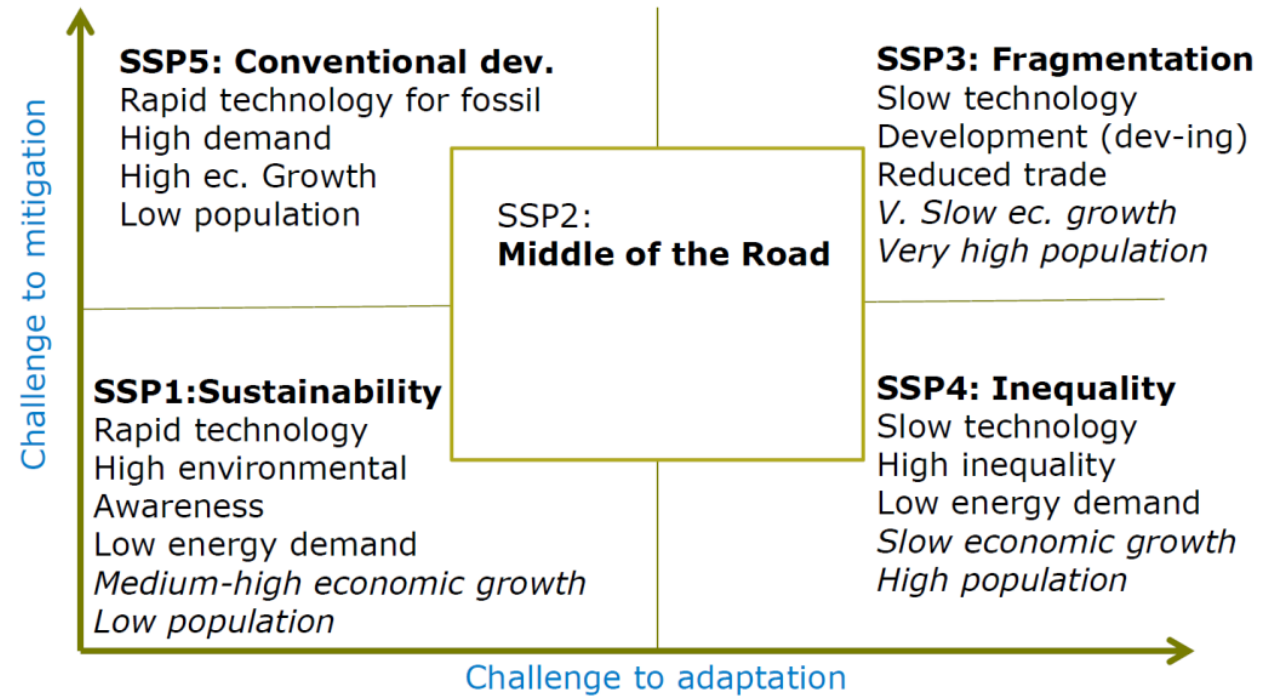 Challenge to mitigation
SSP5: Conventional dev.
Rapid technology for fossil
High demand
High ec. Growth
Low population
SSP3: Fragmentation
Slow technology
Development (dev-ing)
Reduced trade
V. Slow ec. growth
Very high population
SSP2:
Middle of the Road
SSP1:Sustainability
Rapid technology
High environmental
Awareness
Low energy demand
Medium-high economic growth
Low population
SSP4: Inequality
Slow technology
High inequality
Low energy demand
Slow economic growth
High population
Challenge to adaptation